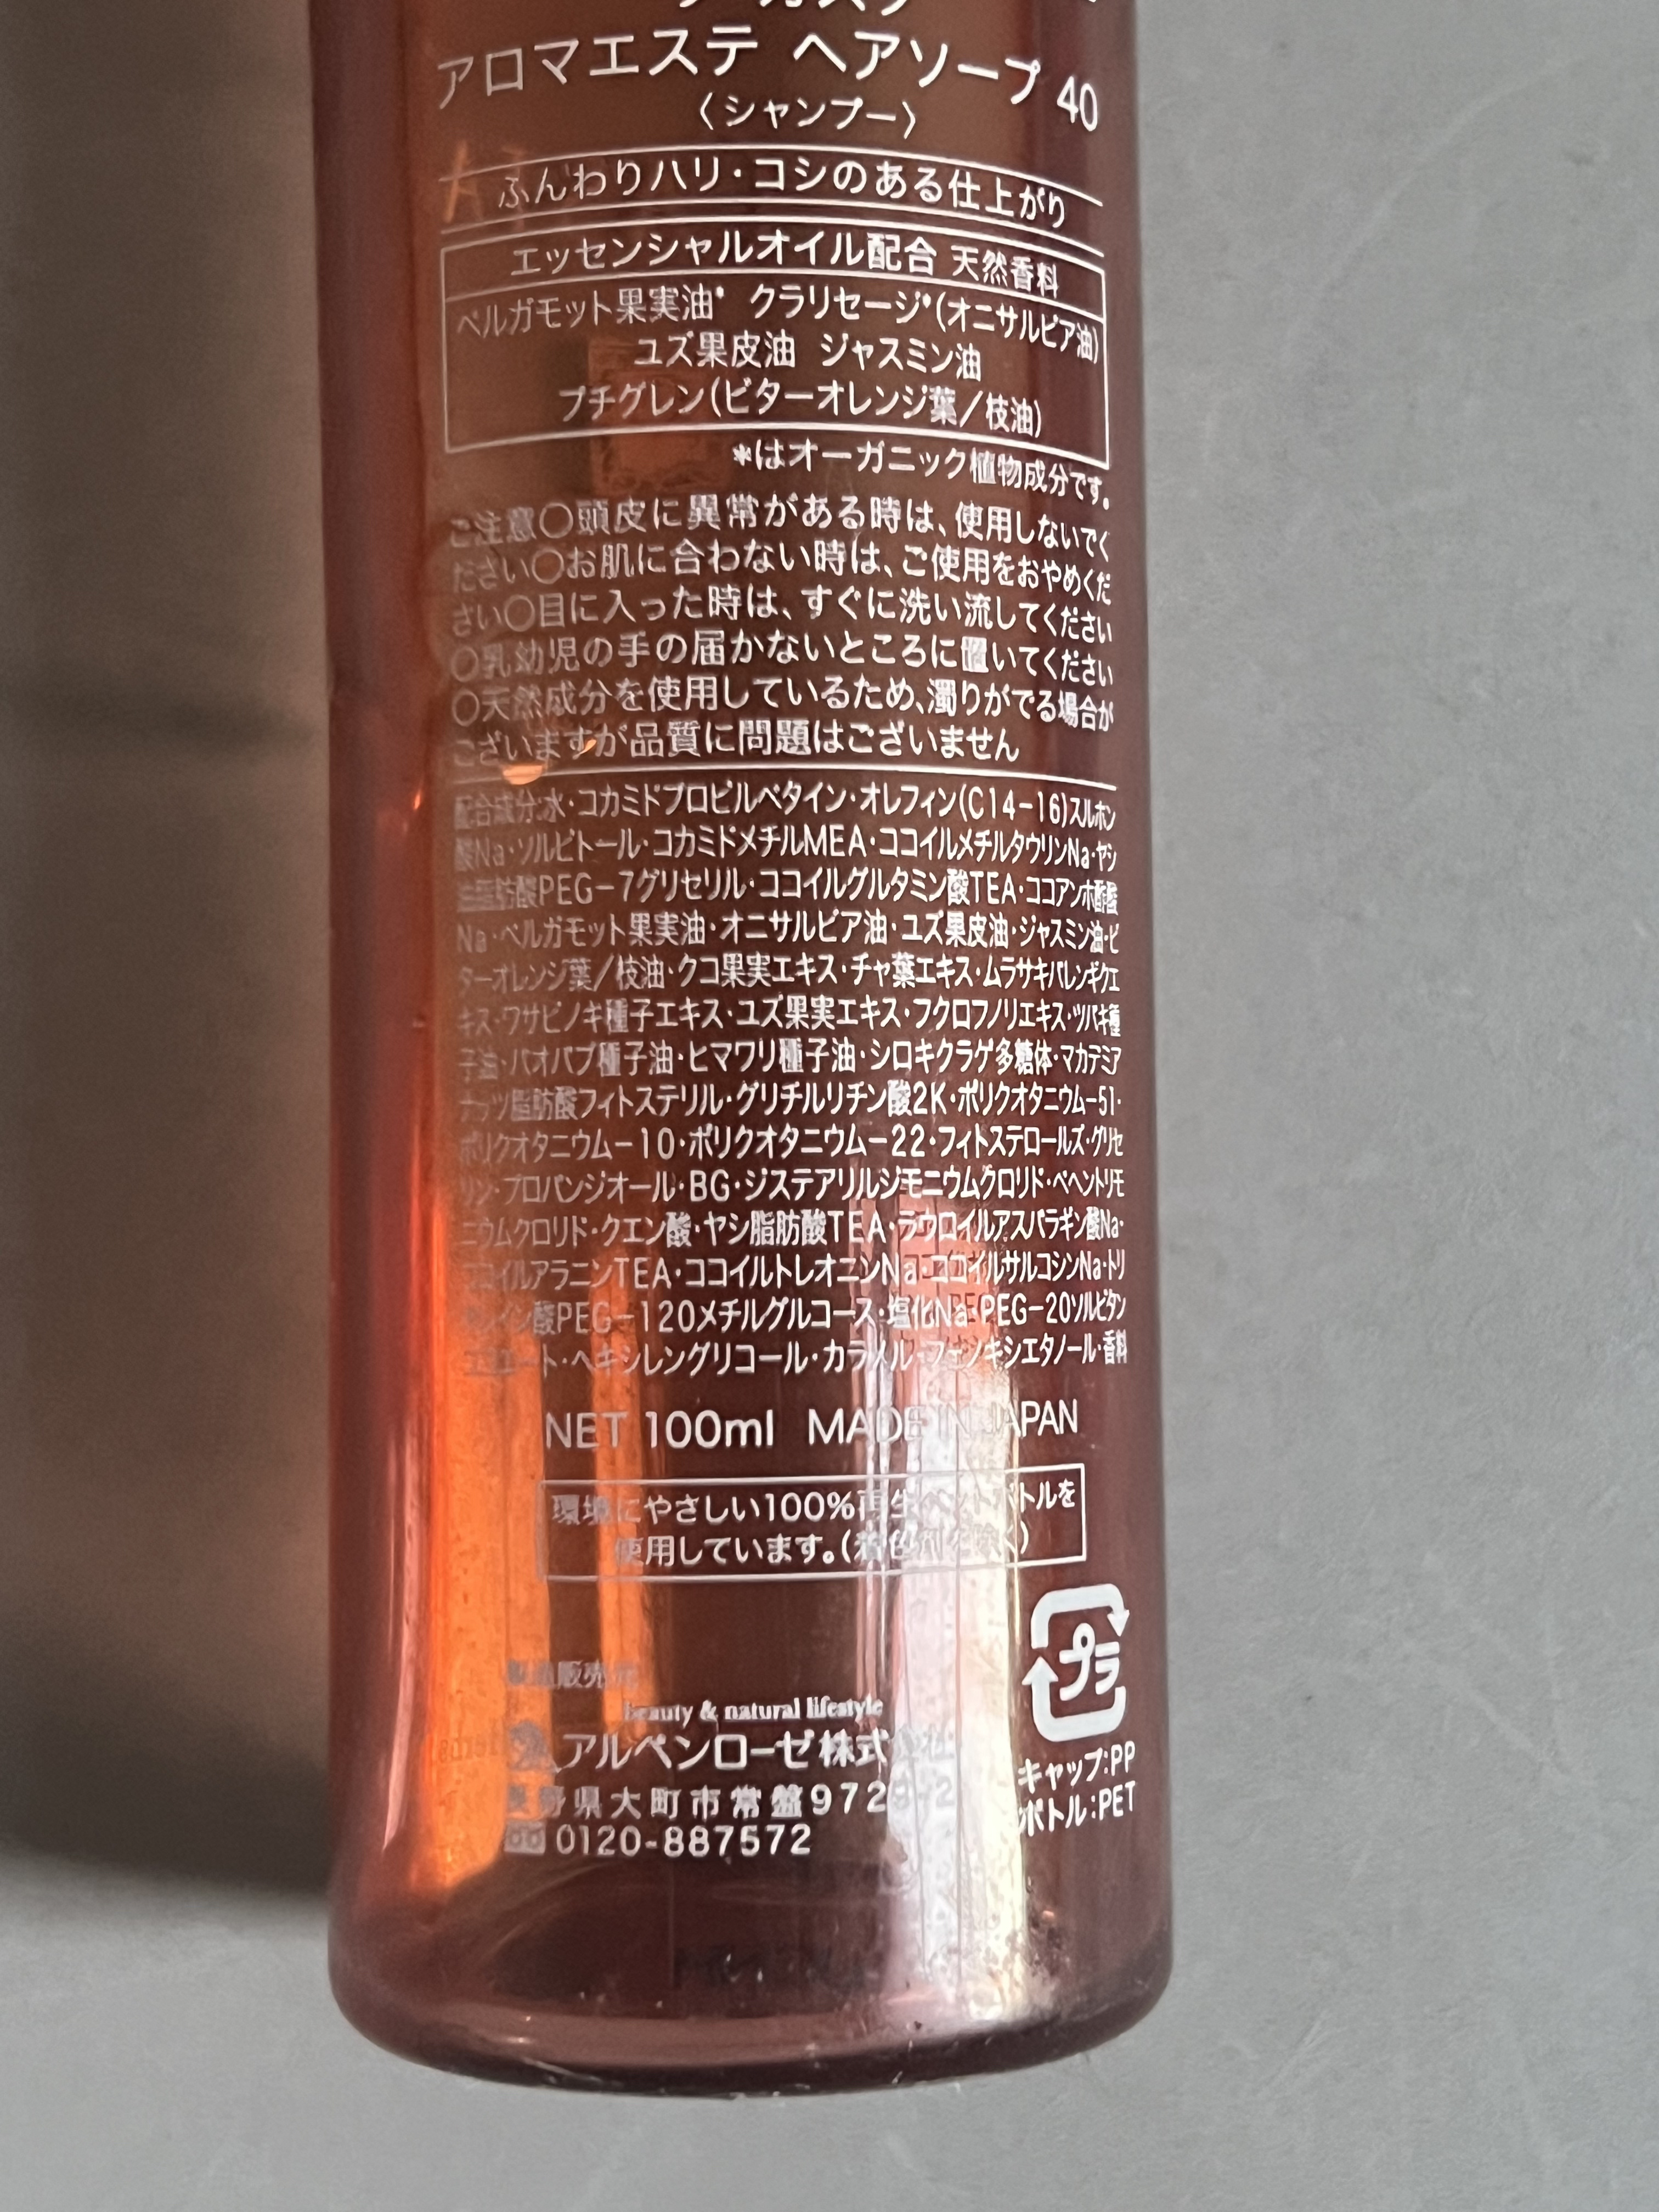 アロマエステ ヘアソープ 40
〈シャンプー〉
ふんわりハリ・コシのある仕上がり
エッセンシャルオイル配合 天然香料
ベルガモット果実油* クラリセージ*(オニサルビア油)
ユズ果皮油 ジャスミン油
プチグレン(ビターオレンジ葉/枝油)
*はオーガニック植物成分です。
ご注意〇頭皮に異常がある時は、使用しないでく
ださい〇お肌に合わない時は、ご使用をおやめくだ
さい〇目に入った時は、すぐに洗い流してください
〇乳幼児の手の届かないところに置いてください
〇天然成分を使用しているため、濁りがでる場合が
ございますが品質に問題はございません
配合成分:水・コカミドプロピルベタイン・オレフィン(C14-16)スルホン
酸Na・ソルビトール・コカミドメチルMEA・ココイルメチルタウリンNa・ヤシ
油脂肪酸PEG-7グリセリル・ココイルグルタミン酸TEA・ココアンホ酢酸
Na・ベルガモット果実油・オニサルビア油・ユズ果皮油・ジャスミン油・ビ
ターオレンジ葉/枝油・クコ果実エキス・チャ葉エキス・ムラサキバレンギクエ
キス・ワサビノキ種子エキス・ユズ果実エキス・フクロフノリエキス・ツバキ種
子油・バオバブ種子油・ヒマワリ種子油・シロキクラゲ多糖体・マカデミア
ナッツ脂肪酸フィトステリル・グリチルリチン酸2K・ポリクオタニウム-51・
ポリクオタニウム-10・ポリクオタニウム-22・フィトステロールズ・グリセ
リン・プロパンジオール・BG・ジステアリルジモニウムクロリド・ベヘントリモ
ニウムクロリド・クエン酸・ヤシ脂肪酸TEA・ラウロイルアスパラギン酸Na・
ココイルアラニンTEA・ココイルトレオニンNa・ココイルサルコシンNa・トリ
オレイン酸PEG-120メチルグルコース・塩化Na・PEG-20ソルビタン
ココエート・ヘキシレングリコール・カラメル・フェノキシエタノール・香料
NET 100ml MADE IN JAPAN
環境にやさしい100%再生ペットボトルを
使用しています。(着色剤を除く)
プラ
製造販売元
beauty & natural lifestyle
アルペンローゼ株式会社
キャップ:PP
長野県大町市常盤9729-2
ボトル:PET
0120-887572